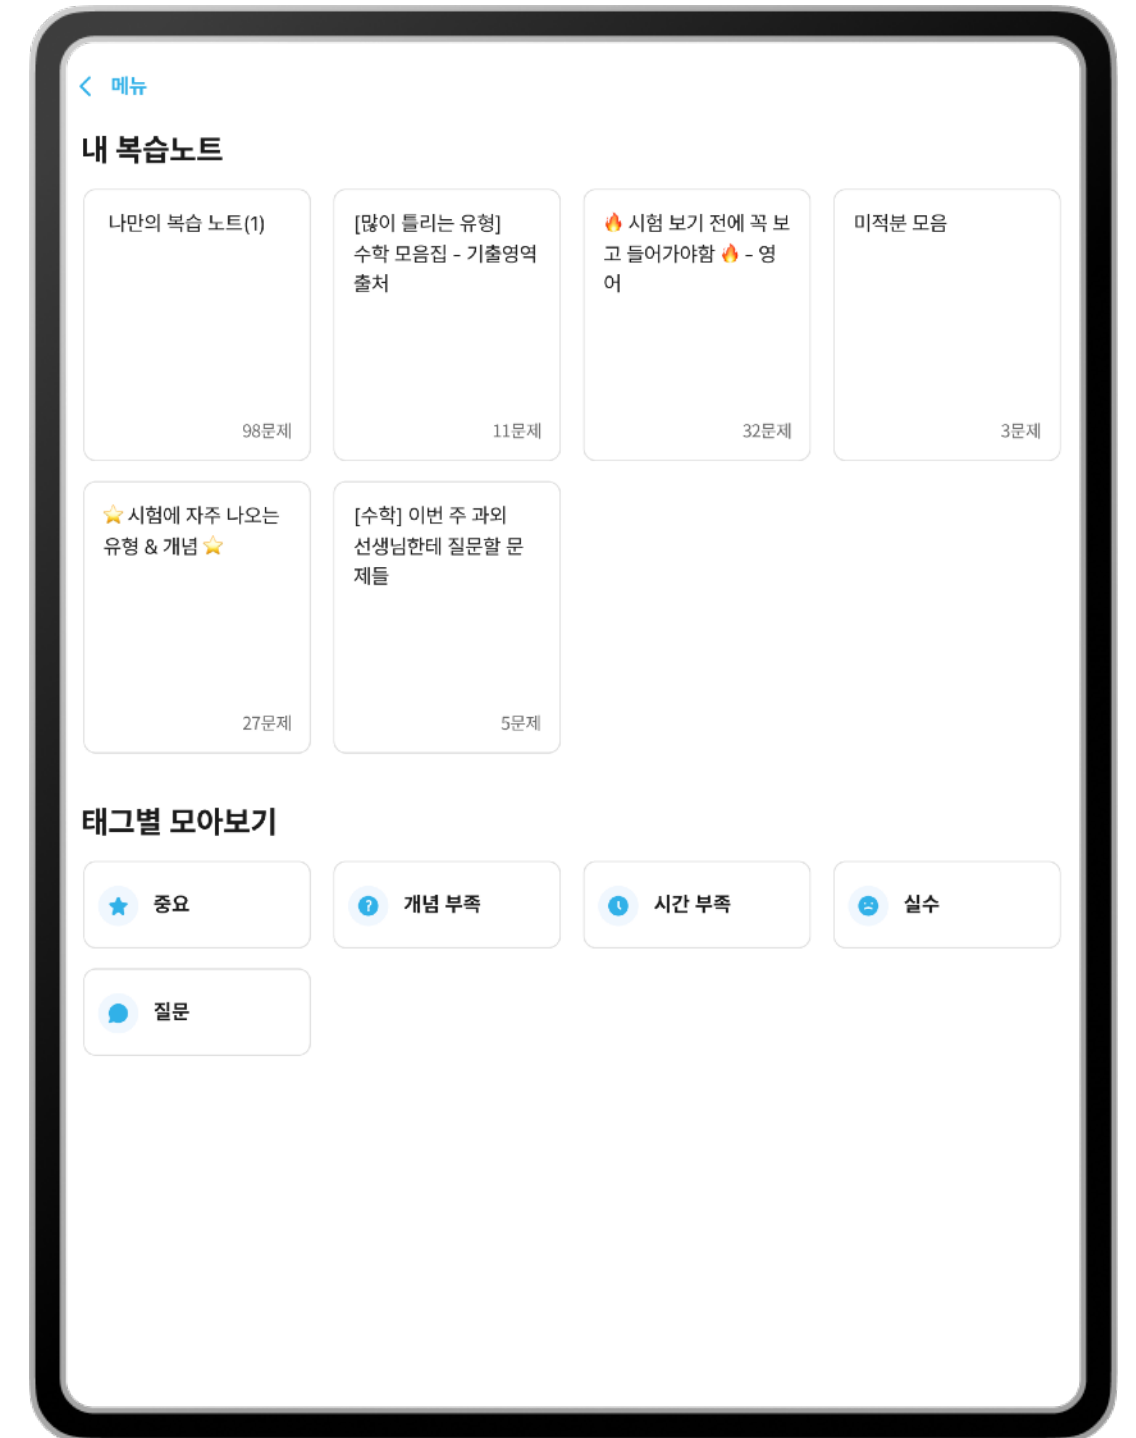 메뉴
내 복습노트
나만의 복습 노트(1)
98문제
[많이 틀리는 유형]
수학 모음집 - 기출영역
출처
11문제
🔥 시험 보기 전에 꼭 보
고 들어가야함 🔥 - 영
어
32문제
미적분 모음
3문제
⭐ 시험에 자주 나오는
유형 & 개념 ⭐
27문제
[수학] 이번 주 과외
선생님한테 질문할 문
제들
5문제
태그별 모아보기
중요
개념 부족
시간 부족
실수
질문